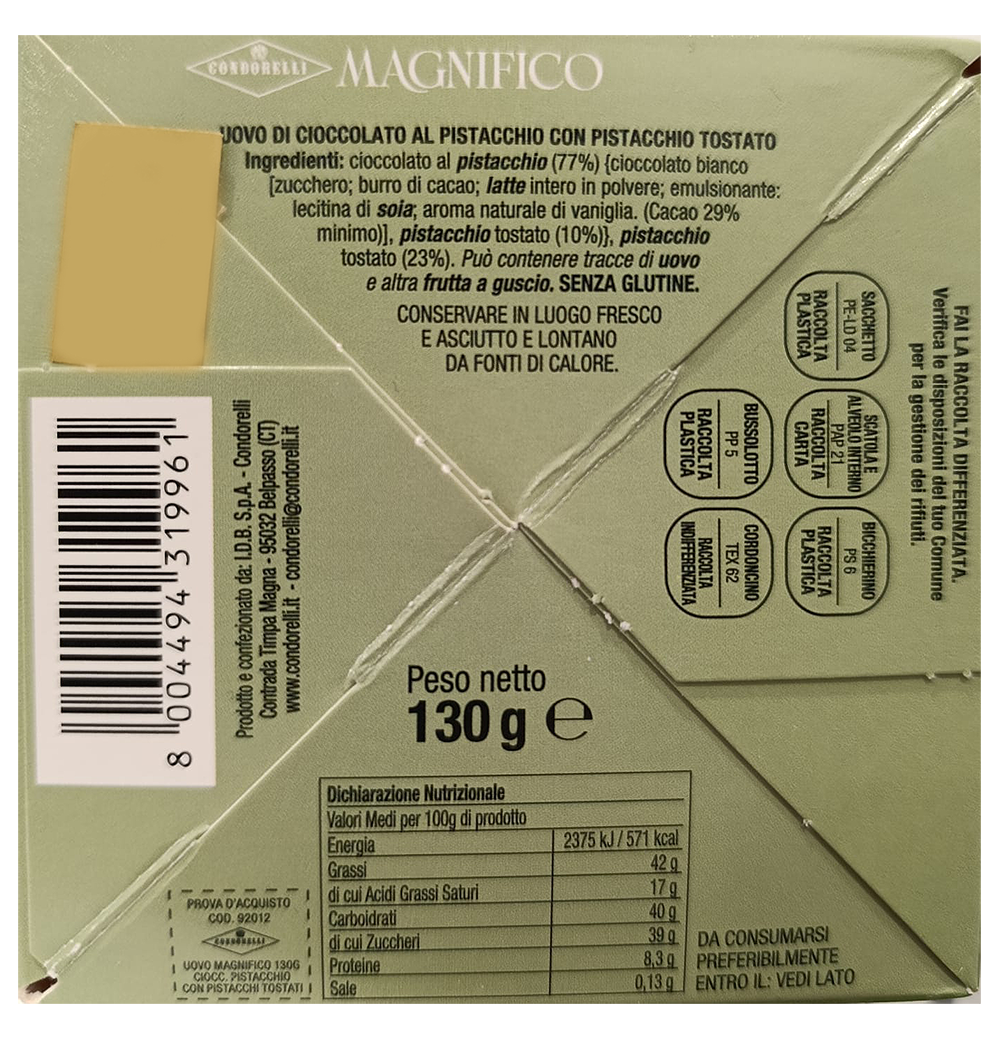 CONDORELLI MAGNIFICO
UOVO DI CIOCCOLATO AL PISTACCHIO CON PISTACCHIO TOSTATO
Ingredienti: cioccolato al pistacchio (77%) {cioccolato bianco
[zucchero; burro di cacao; latte intero in polvere; emulsionante:
lecitina di soia; aroma naturale di vaniglia. (Cacao 29%
minimo)], pistacchio tostato (10%)}, pistacchio
tostato (23%). Può contenere tracce di uovo
e altra frutta a guscio. SENZA GLUTINE.
CONSERVARE IN LUOGO FRESCO
E ASCIUTTO E LONTANO
DA FONTI DI CALORE.
FAI LA RACCOLTA DIFFERENZIATA.
Verifica le disposizioni del tuo Comune
per la gestione dei rifiuti.
SACCHETTO
PE-LD 04
RACCOLTA
PLASTICA
SCATOLA E
ALVEOLO INTERNO
PAP 21
RACCOLTA
CARTA
BICCHIERINO
PS 6
RACCOLTA
PLASTICA
BUSSOLOTTO
PP 5
RACCOLTA
PLASTICA
CORDONCINO
TEX 62
RACCOLTA
INDIFFERENZIATA
8 004494 319961
Prodotto e confezionato da: I.D.B. S.p.A. - Condorelli
Contrada Timpa Magna - 95032 Belpasso (CT)
www.condorelli.it - condorelli@condorelli.it
Peso netto
130 g e
Dichiarazione Nutrizionale
Valori Medi per 100g di prodotto
Energia 2375 kJ / 571 kcal
Grassi 42 g
di cui Acidi Grassi Saturi 17 g
Carboidrati 40 g
di cui Zuccheri 39 g
Proteine 8,3 g
Sale 0,13 g
PROVA D'ACQUISTO
COD. 92012
CONDORELLI
UOVO MAGNIFICO 130G
CIOCC. PISTACCHIO
CON PISTACCHI TOSTATI
DA CONSUMARSI
PREFERIBILMENTE
ENTRO IL: VEDI LATO